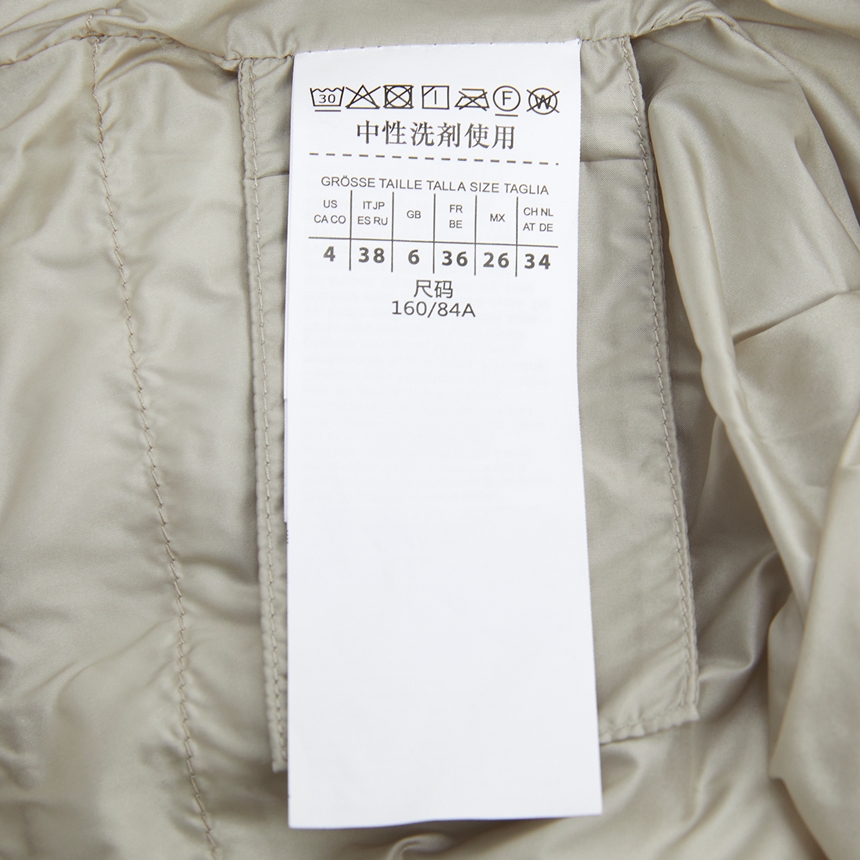 30 I F W
中性洗剂使用
GRÖSSE TAILLE TALLA SIZE TAGLIA
US IT JP GB FR MX CH NL
CA CO ES RU BE AT DE
4 38 6 36 26 34
尺码
160/84A